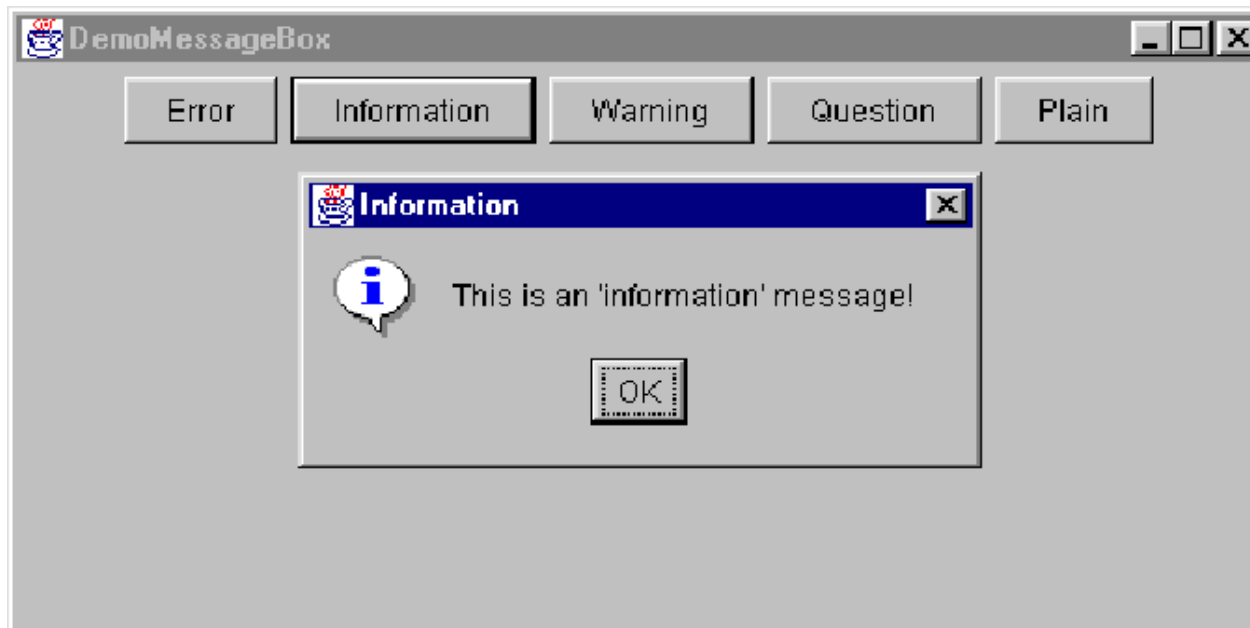 DemoMessageBox
Error Information Warning Question Plain
Information
This is an 'information' message!
OK